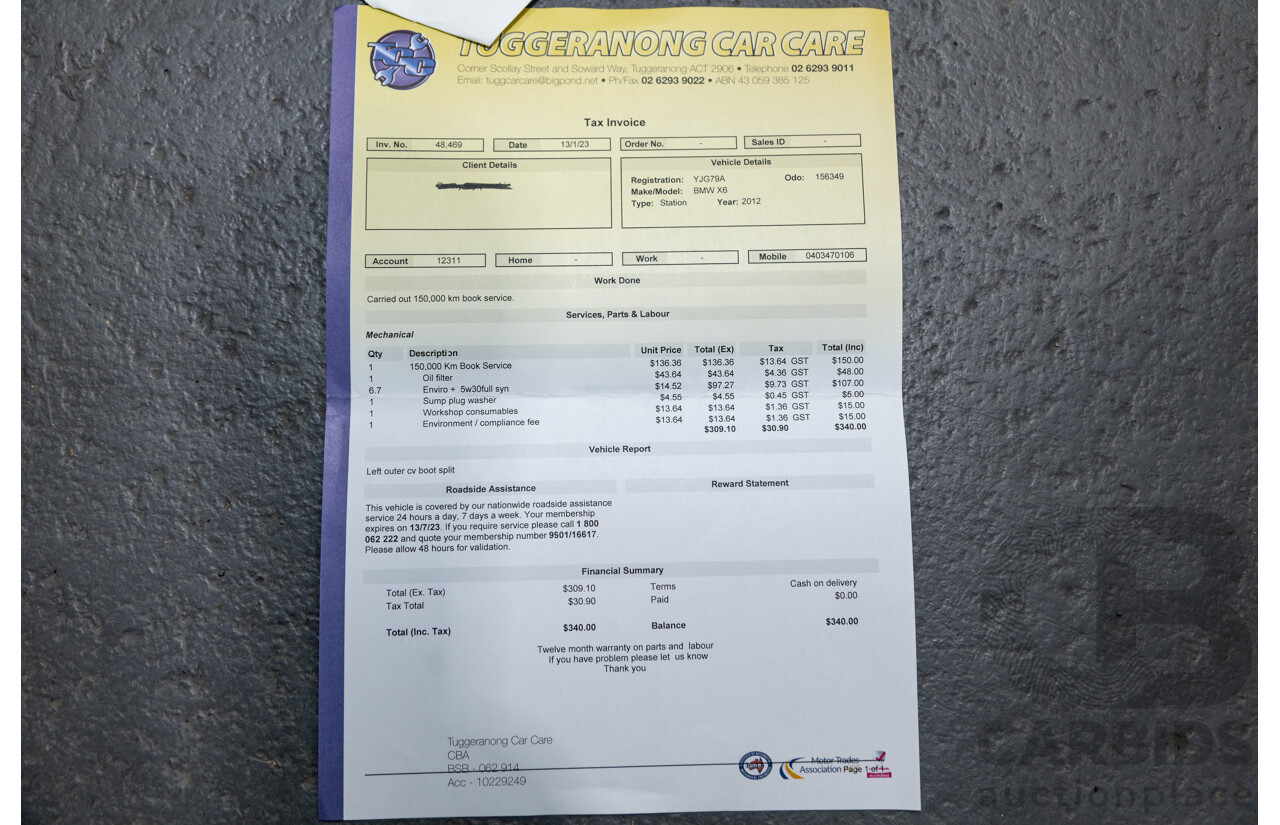 TUGGERANONG CAR CARE
Corner Scollay Street and Soward Way, Tuggeranong ACT 2906 • Telephone 02 6293 9011
Email: tuggcarcare@bigpond.net • Ph/Fax 02 6293 9022 • ABN 43 059 385 125
Tax Invoice
Inv. No. 48,469 Date 13/1/23 Order No. - Sales ID -
Client Details
Vehicle Details
Registration: YJG79A Odo: 156349
Make/Model: BMW X6
Type: Station Year: 2012
Account 12311 Home - Work - Mobile 0403470106
Work Done
Carried out 150,000 km book service.
Services, Parts & Labour
Mechanical
Qty Description Unit Price Total (Ex) Tax Total (Inc)
1 150,000 Km Book Service $136.36 $136.36 $13.64 GST $150.00
1 Oil filter $43.64 $43.64 $4.36 GST $48.00
6.7 Enviro + 5w30full syn $14.52 $97.27 $9.73 GST $107.00
1 Sump plug washer $4.55 $4.55 $0.45 GST $5.00
1 Workshop consumables $13.64 $13.64 $1.36 GST $15.00
1 Environment / compliance fee $13.64 $13.64 $1.36 GST $15.00
$309.10 $30.90 $340.00
Vehicle Report
Left outer cv boot split
Roadside Assistance
Reward Statement
This vehicle is covered by our nationwide roadside assistance
service 24 hours a day, 7 days a week. Your membership
expires on 13/7/23. If you require service please call 1 800
062 222 and quote your membership number 9901/16617.
Please allow 48 hours for validation.
Financial Summary
Total (Ex. Tax) $309.10 Terms Cash on delivery
Tax Total $30.90 Paid $0.00
Total (Inc. Tax) $340.00 Balance $340.00
Twelve month warranty on parts and labour
If you have problem please let us know
Thank you
Tuggeranong Car Care
CBA
BSB - 062 914
Acc - 10229249
Motor Trades
Association Page 1 of 1
CARBIDS
auctionplace